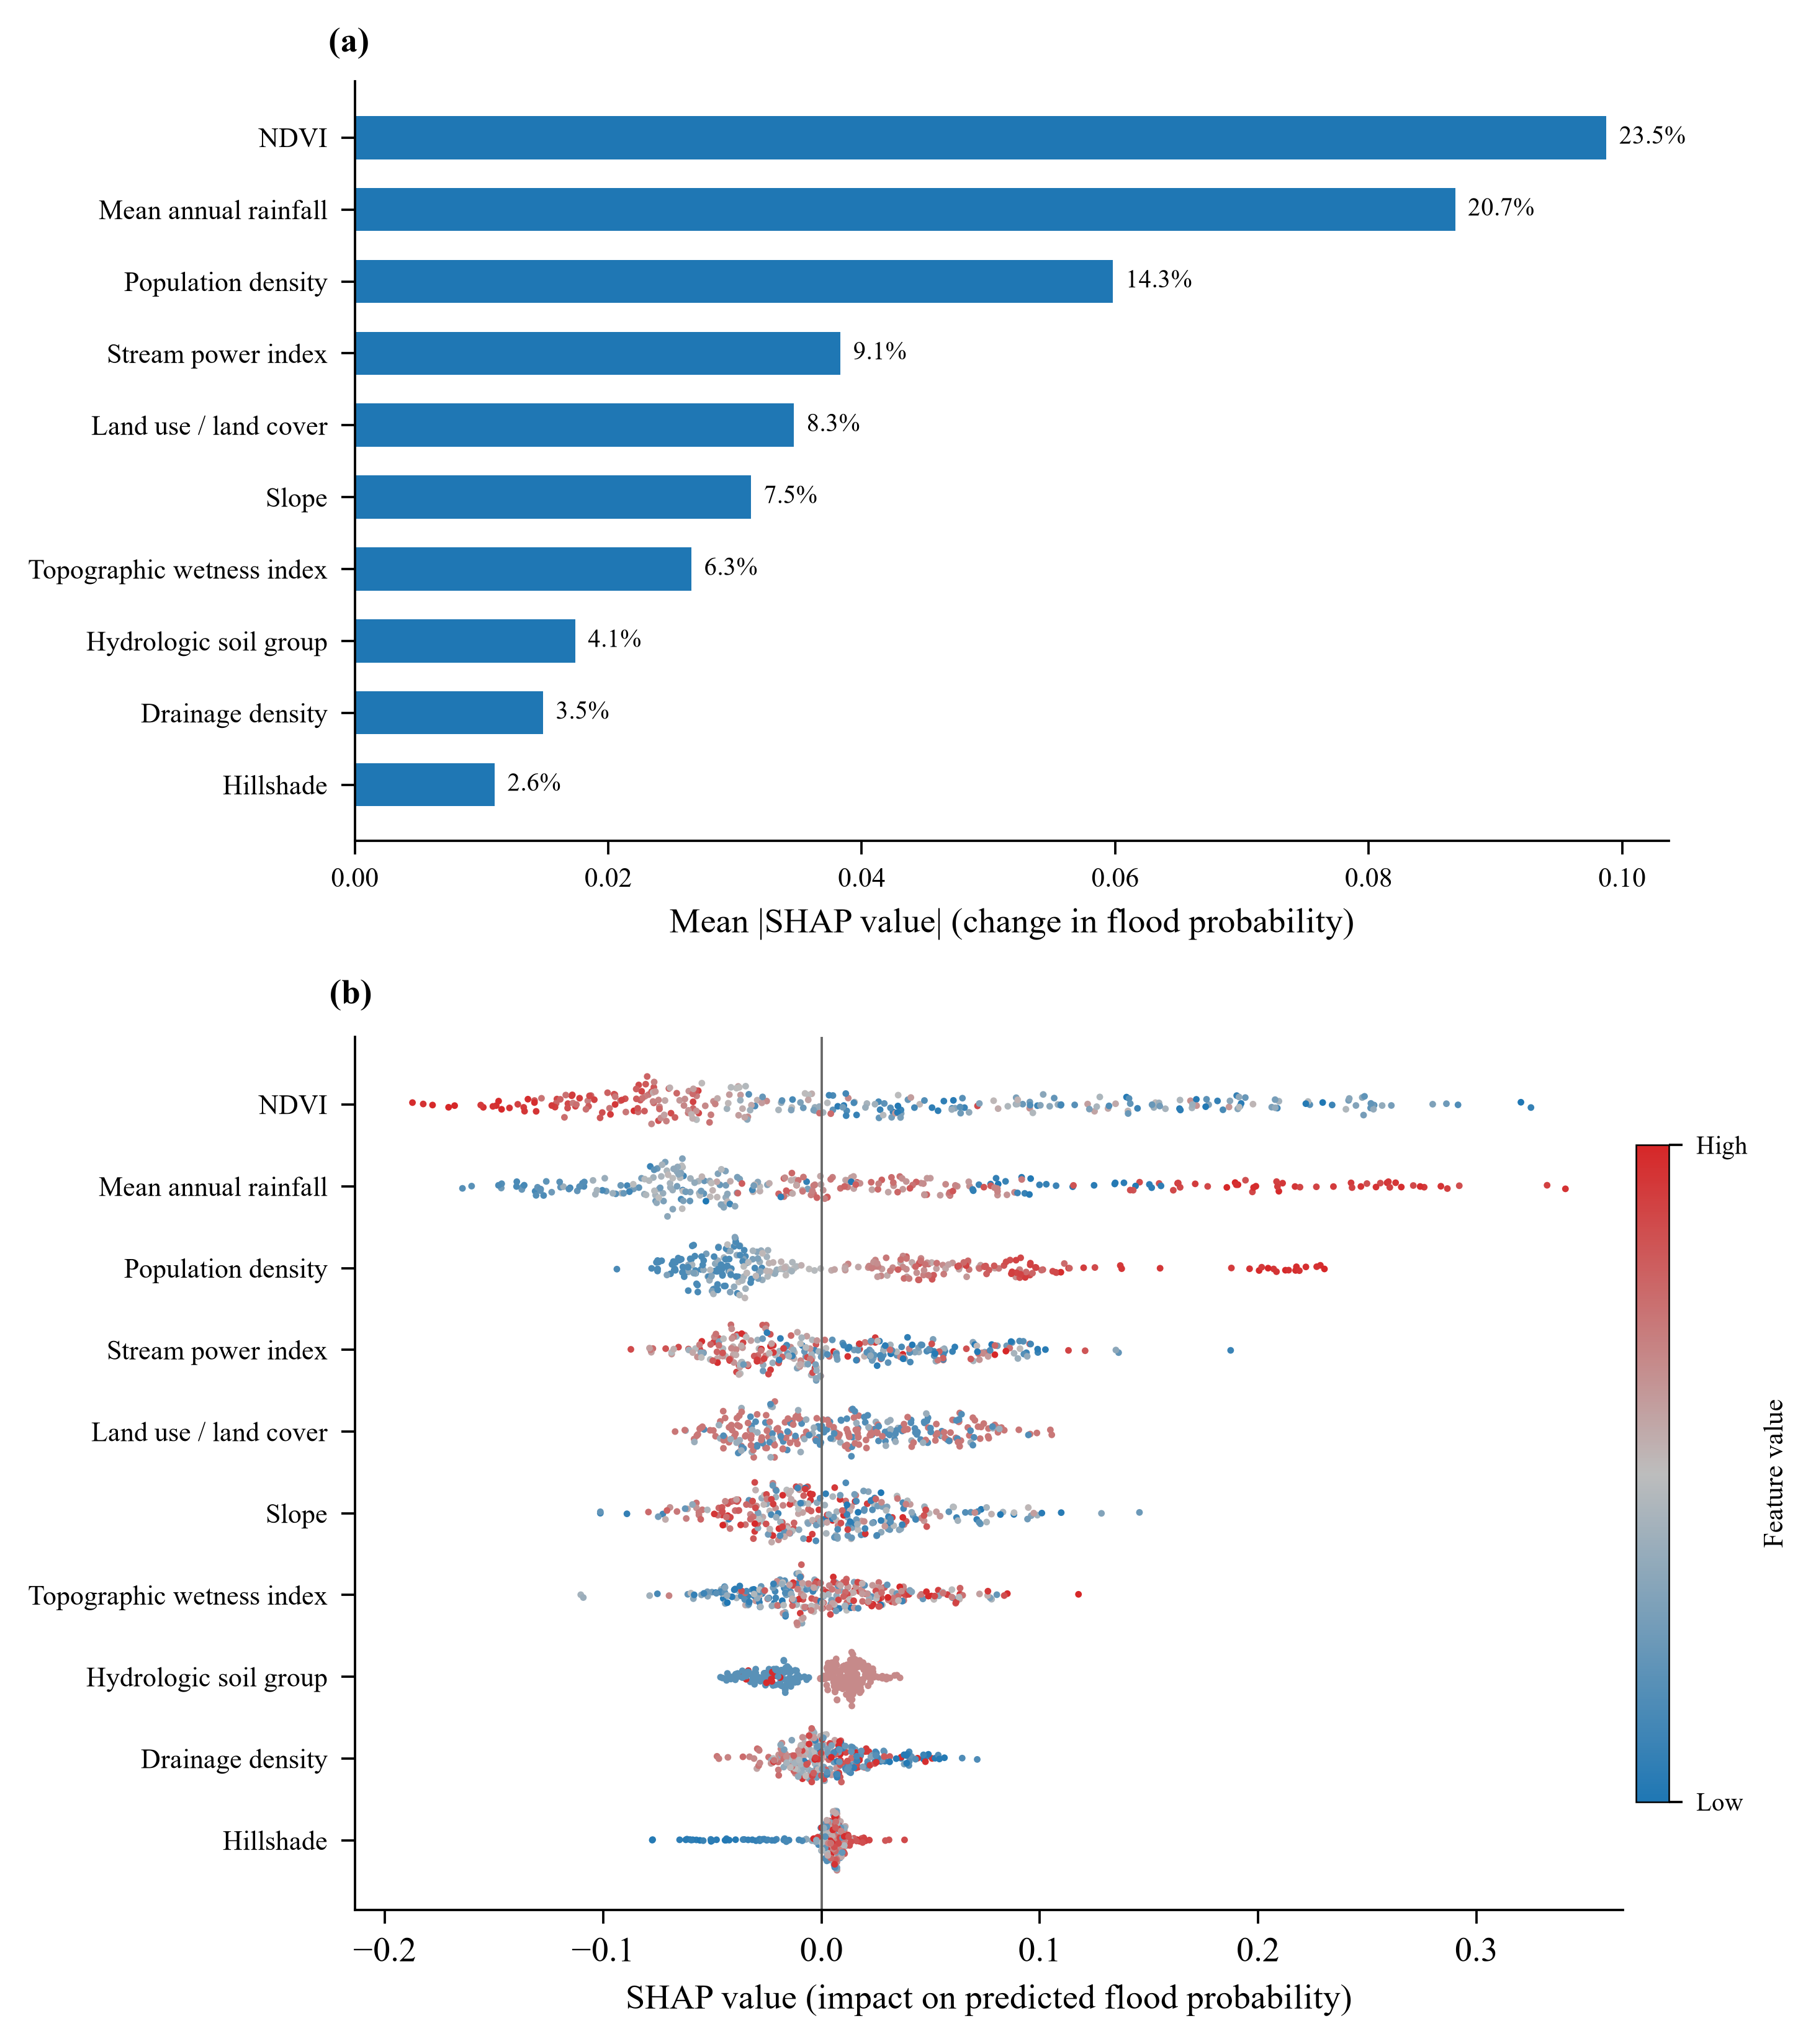 (a)
NDVI
23.5%
Mean annual rainfall
20.7%
Population density
14.3%
Stream power index
9.1%
Land use / land cover
8.3%
Slope
7.5%
Topographic wetness index
6.3%
Hydrologic soil group
4.1%
Drainage density
3.5%
Hillshade
2.6%
0.00 0.02 0.04 0.06 0.08 0.10
Mean |SHAP value| (change in flood probability)
(b)
NDVI
Mean annual rainfall
Population density
Stream power index
Land use / land cover
Slope
Topographic wetness index
Hydrologic soil group
Drainage density
Hillshade
−0.2 −0.1 0.0 0.1 0.2 0.3
SHAP value (impact on predicted flood probability)
High
Feature value
Low